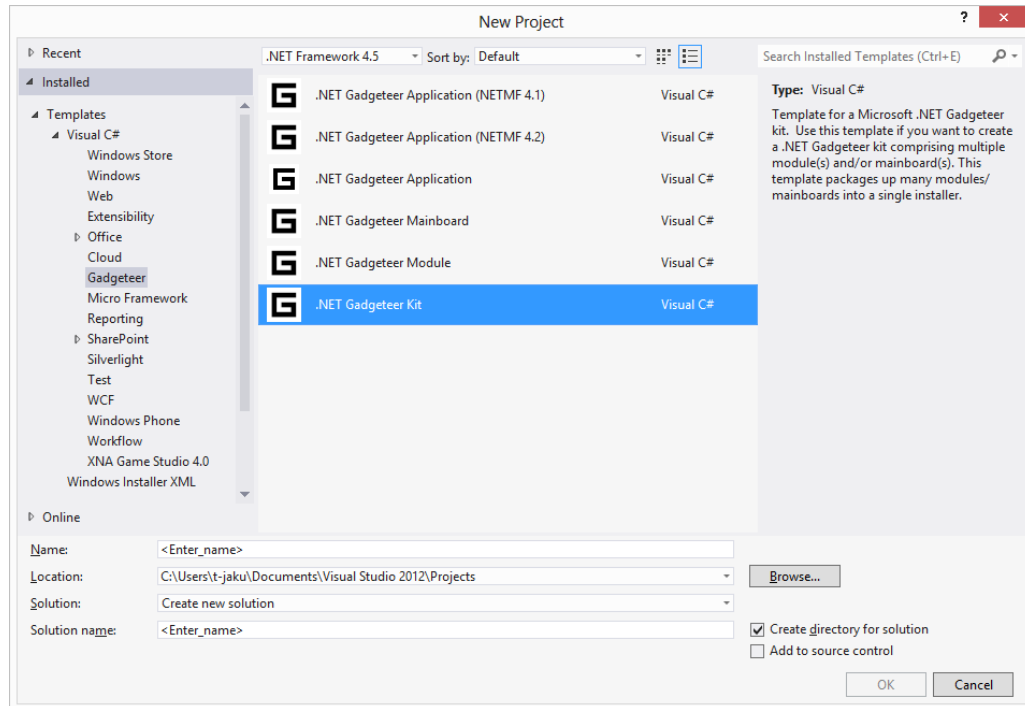 New Project
?
Recent
.NET Framework 4.5
Sort by: Default
Search Installed Templates (Ctrl+E)
Installed
Templates
Visual C#
Windows Store
Windows
Web
Extensibility
Office
Cloud
Gadgeteer
Micro Framework
Reporting
SharePoint
Silverlight
Test
WCF
Windows Phone
Workflow
XNA Game Studio 4.0
Windows Installer XML
Online
.NET Gadgeteer Application (NETMF 4.1) Visual C#
.NET Gadgeteer Application (NETMF 4.2) Visual C#
.NET Gadgeteer Application Visual C#
.NET Gadgeteer Mainboard Visual C#
.NET Gadgeteer Module Visual C#
.NET Gadgeteer Kit Visual C#
Type: Visual C#
Template for a Microsoft .NET Gadgeteer
kit. Use this template if you want to create
a .NET Gadgeteer kit comprising multiple
module(s) and/or mainboard(s). This
template packages up many modules/
mainboards into a single installer.
Name: <Enter_name>
Location: C:\Users\t-jaku\Documents\Visual Studio 2012\Projects
Browse...
Solution: Create new solution
Solution name: <Enter_name>
Create directory for solution
Add to source control
OK
Cancel